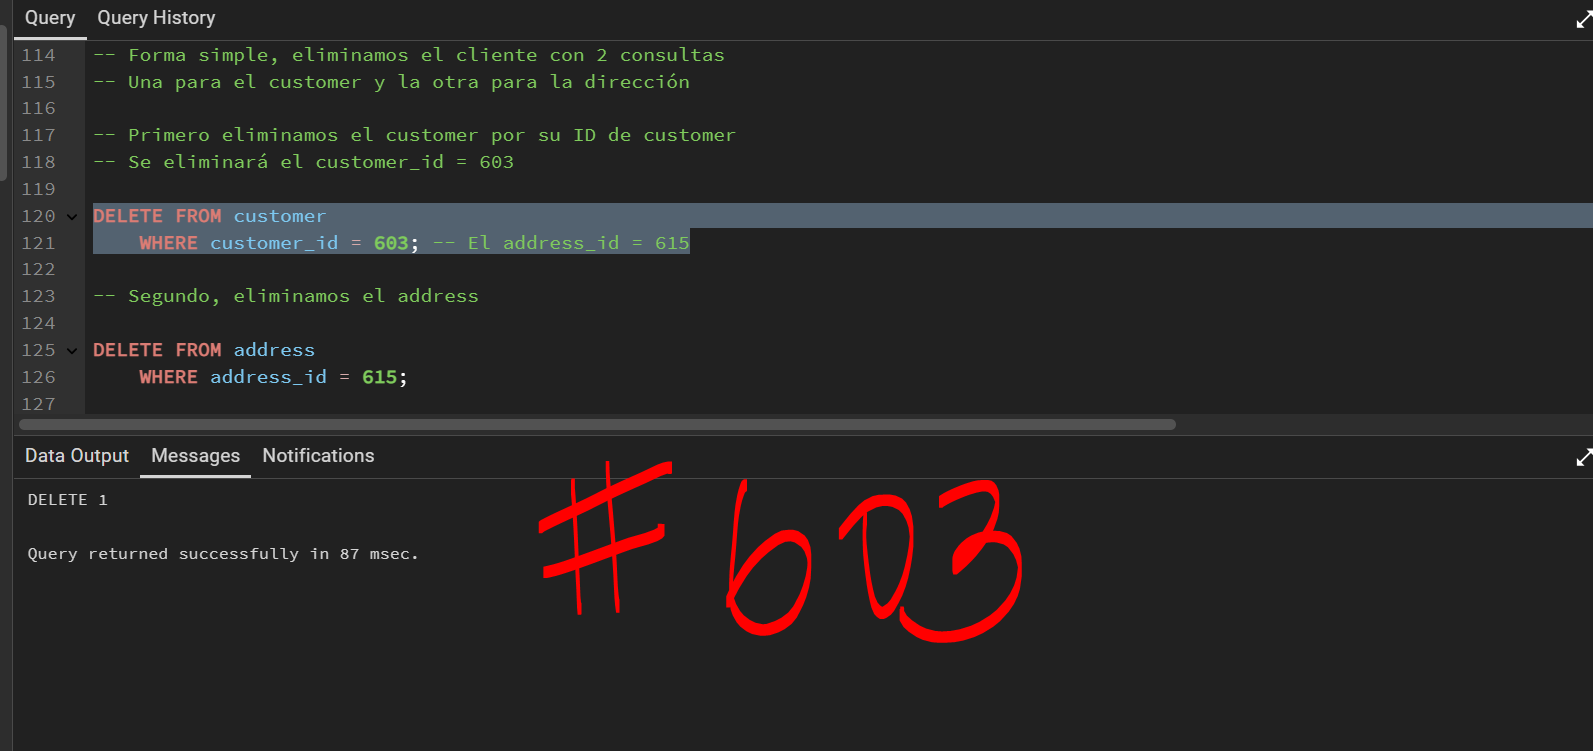 Query Query History
114 -- Forma simple, eliminamos el cliente con 2 consultas
115 -- Una para el customer y la otra para la dirección
116
117 -- Primero eliminamos el customer por su ID de customer
118 -- Se eliminará el customer_id = 603
119
120 DELETE FROM customer
121 WHERE customer_id = 603; -- El address_id = 615
122
123 -- Segundo, eliminamos el address
124
125 DELETE FROM address
126 WHERE address_id = 615;
127
Data Output Messages Notifications
DELETE 1
Query returned successfully in 87 msec.
#603